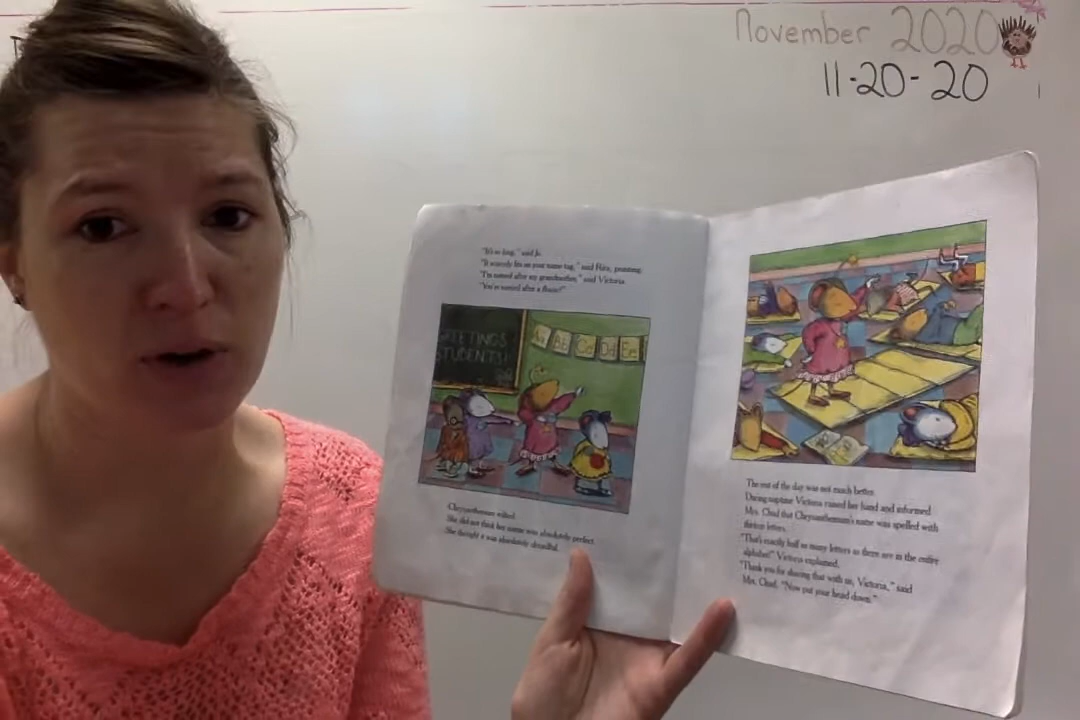 November 2020
11-20-20
"It's so long," said Jo.
"It scarcely fits on your name tag," said Rita, pointing.
"I'm named after my grandmother," said Victoria.
"You're named after a flower!"
GREETINGS
STUDENTS!
Aa Bb Cc Dd Ee
Chrysanthemum wilted.
She did not think her name was absolutely perfect.
She thought it was absolutely dreadful.
The rest of the day was not much better.
During naptime Victoria raised her hand and informed
Mrs. Chud that Chrysanthemum's name was spelled with
thirteen letters.
"That's exactly half as many letters as there are in the entire
alphabet!" Victoria explained.
"Thank you for sharing that with us, Victoria," said
Mrs. Chud. "Now put your head down."